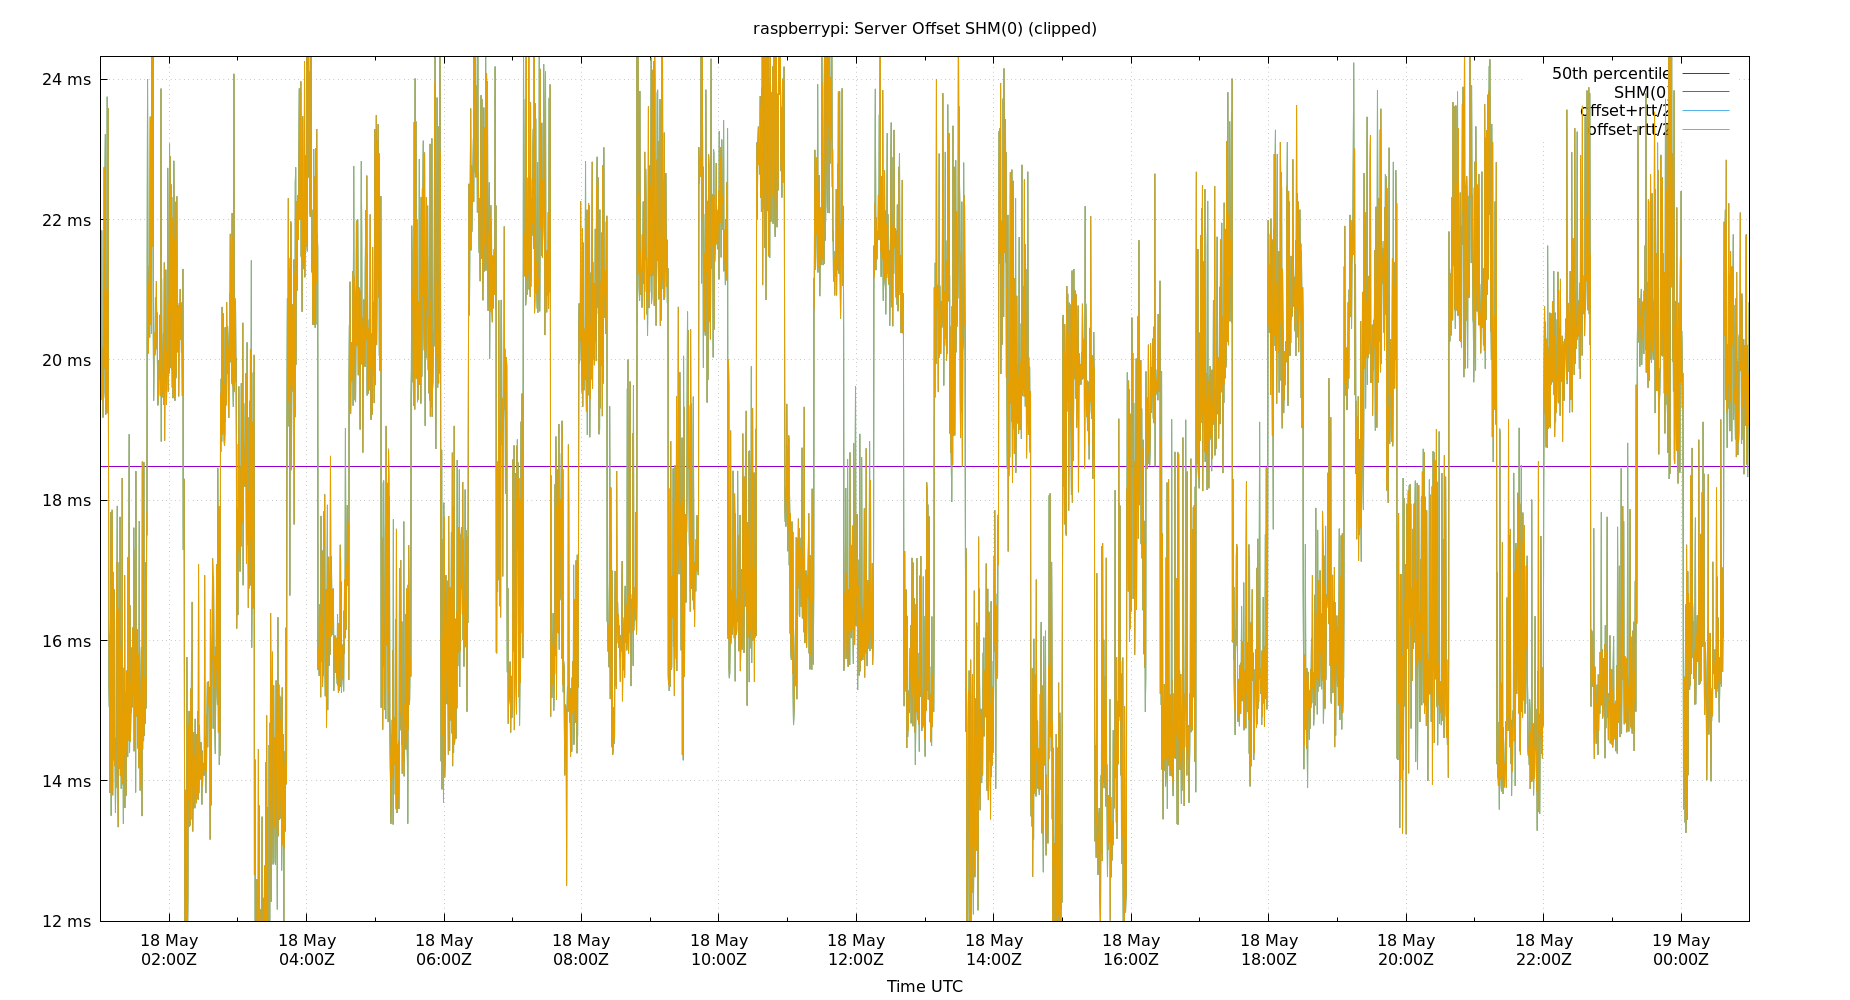 raspberrypi: Server Offset SHM(0) (clipped)
50th percentile
SHM(0)
offset+rtt/2
offset-rtt/2
24 ms
22 ms
20 ms
18 ms
16 ms
14 ms
12 ms
18 May 18 May 18 May 18 May 18 May 18 May 18 May 18 May 18 May 18 May 18 May 19 May
02:00Z 04:00Z 06:00Z 08:00Z 10:00Z 12:00Z 14:00Z 16:00Z 18:00Z 20:00Z 22:00Z 00:00Z
Time UTC